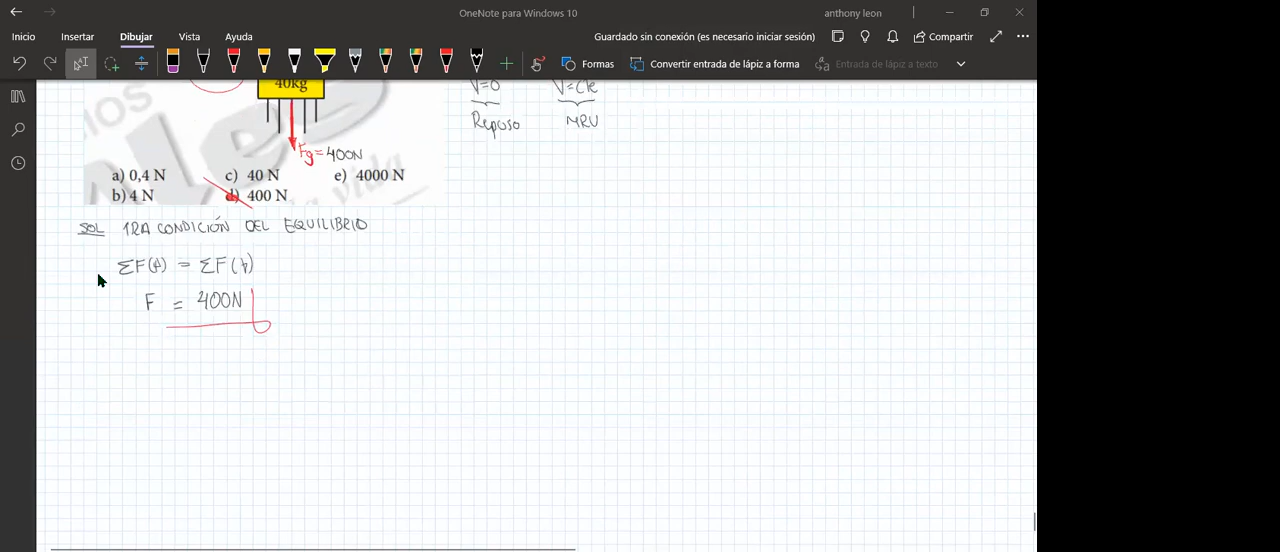 OneNote para Windows 10
anthony leon
Inicio Insertar Dibujar Vista Ayuda
Guardado sin conexión (es necesario iniciar sesión) Compartir
Formas Convertir entrada de lápiz a forma Entrada de lápiz a texto
40kg
V=0 V=Cte
Reposo MRU
Fg=400N
a) 0,4 N c) 40 N e) 4000 N
b) 4 N d) 400 N
SOL 1RA CONDICIÓN DEL EQUILIBRIO
ΣF(↑) = ΣF(↓)
F = 400N